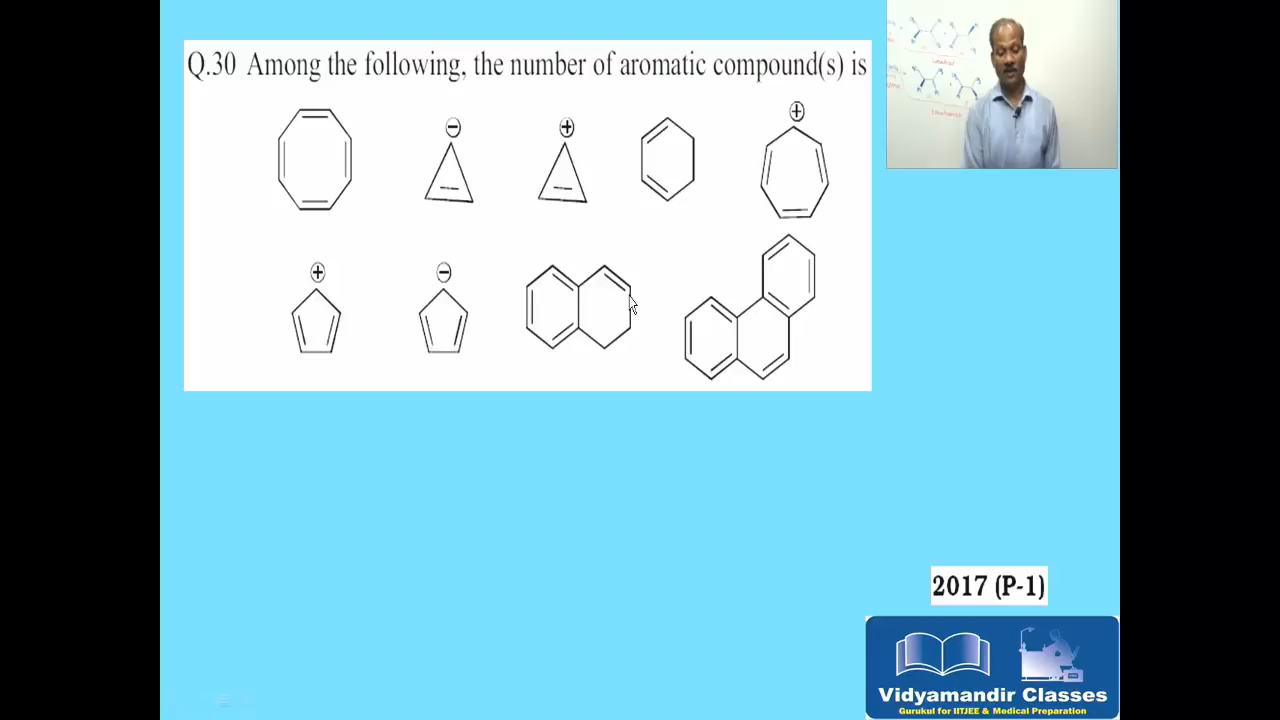 Q.30 Among the following, the number of aromatic compound(s) is
2017 (P-1)
Vidyamandir Classes
Gurukul for IITJEE & Medical Preparation